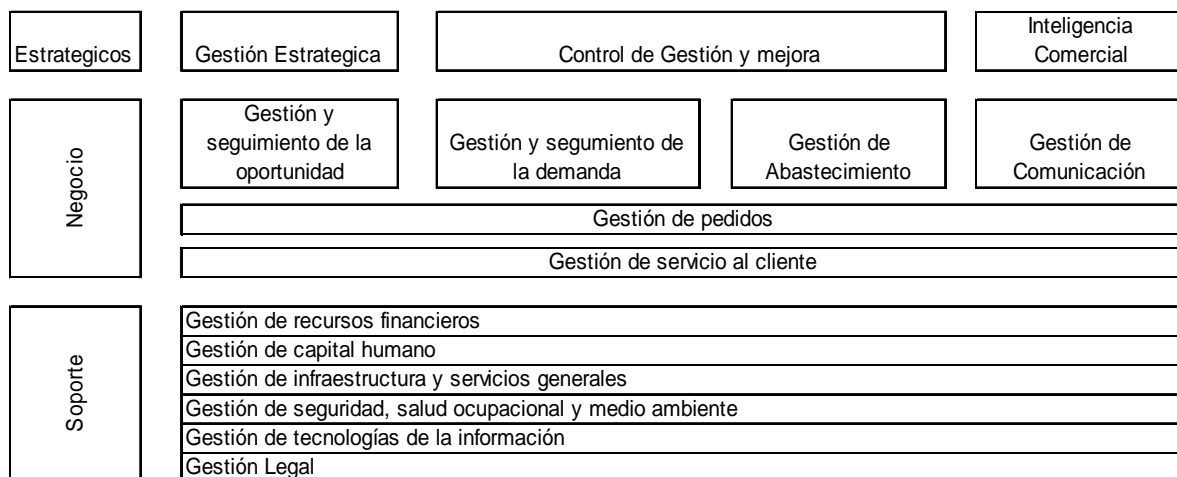 Estrategicos
Gestión Estrategica
Control de Gestión y mejora
Inteligencia
Comercial
Negocio
Gestión y
seguimiento de la
oportunidad
Gestión y segumiento de
la demanda
Gestión de
Abastecimiento
Gestión de
Comunicación
Gestión de pedidos
Gestión de servicio al cliente
Soporte
Gestión de recursos financieros
Gestión de capital humano
Gestión de infraestructura y servicios generales
Gestión de seguridad, salud ocupacional y medio ambiente
Gestión de tecnologías de la información
Gestión Legal